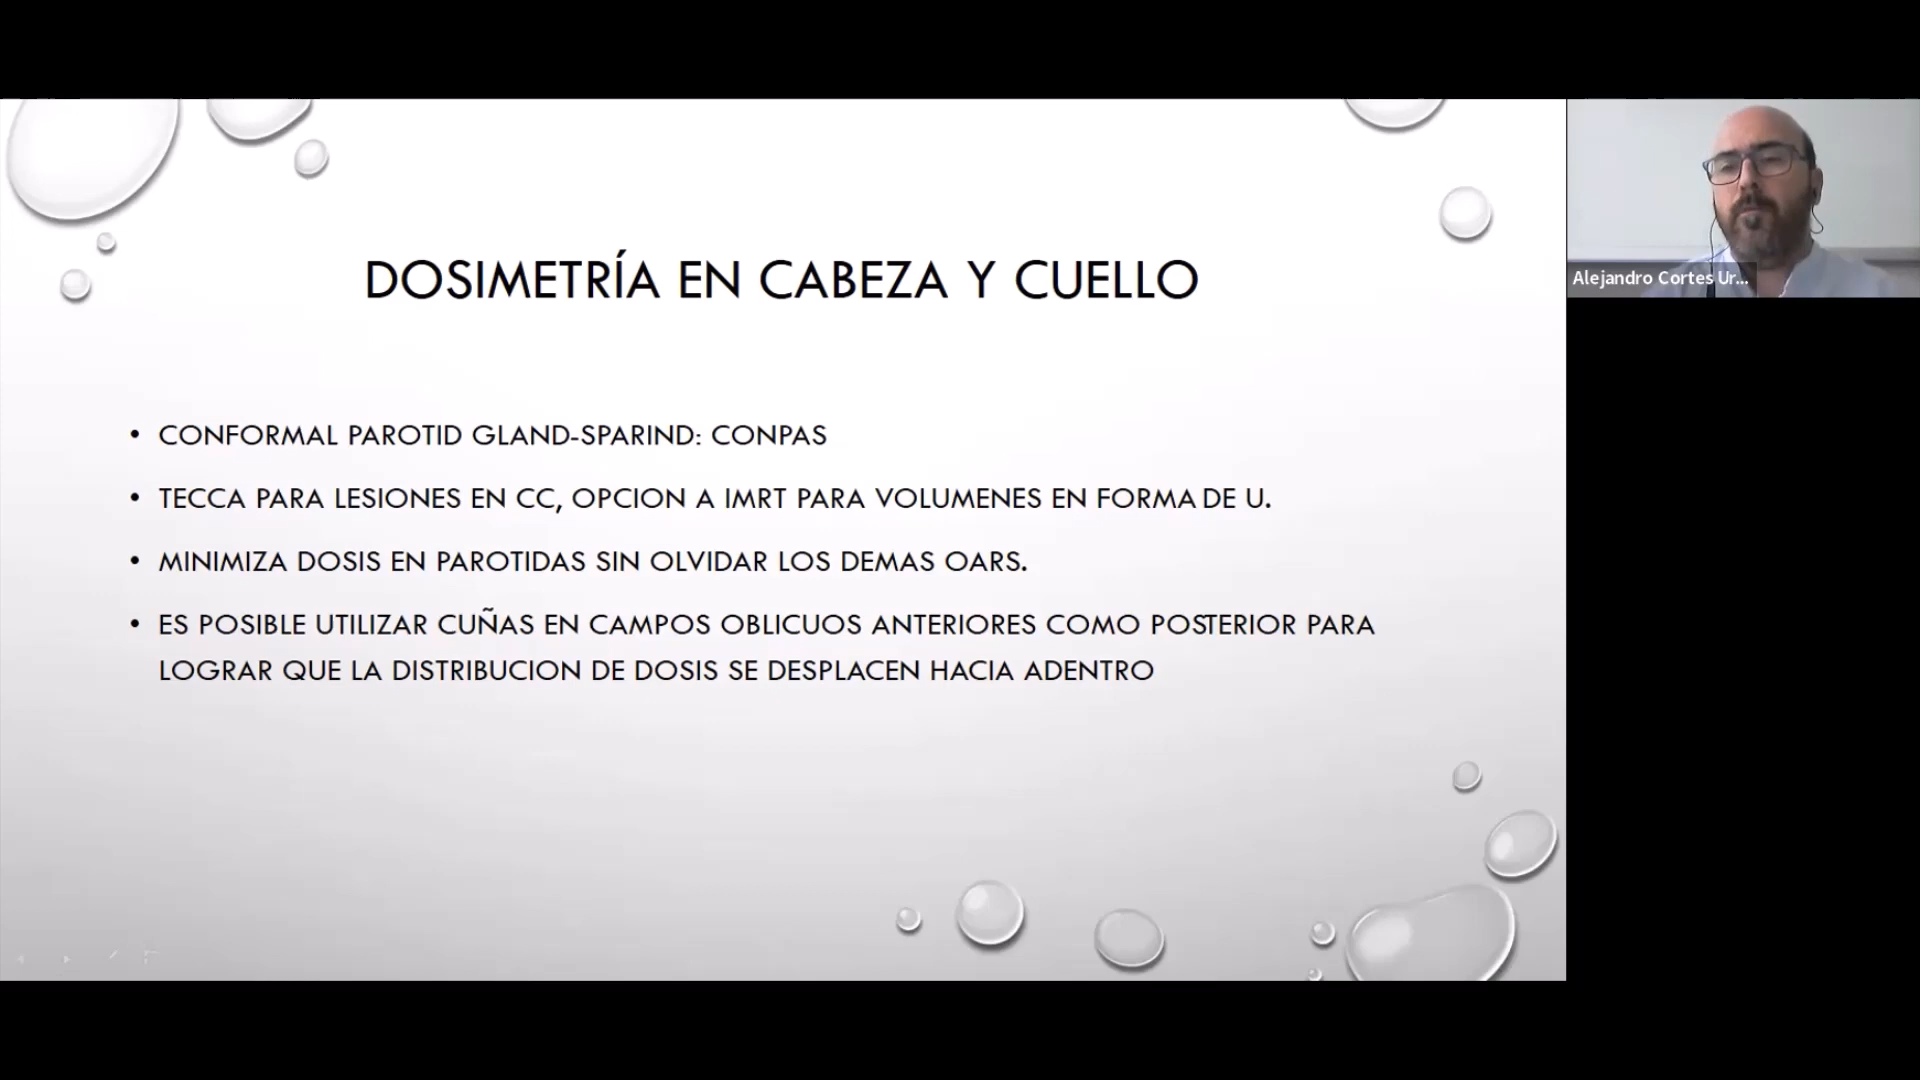 DOSIMETRÍA EN CABEZA Y CUELLO
• CONFORMAL PAROTID GLAND-SPARIND: CONPAS
• TECCA PARA LESIONES EN CC, OPCION A IMRT PARA VOLUMENES EN FORMA DE U.
• MINIMIZA DOSIS EN PAROTIDAS SIN OLVIDAR LOS DEMAS OARS.
• ES POSIBLE UTILIZAR CUÑAS EN CAMPOS OBLICUOS ANTERIORES COMO POSTERIOR PARA
LOGRAR QUE LA DISTRIBUCION DE DOSIS SE DESPLACEN HACIA ADENTRO
Alejandro Cortes Ur...